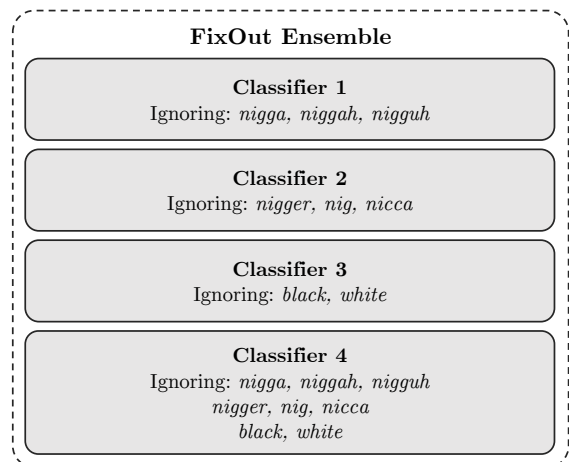 FixOut Ensemble
Classifier 1
Ignoring: nigga, niggah, nigguh
Classifier 2
Ignoring: nigger, nig, nicca
Classifier 3
Ignoring: black, white
Classifier 4
Ignoring: nigga, niggah, nigguh
nigger, nig, nicca
black, white